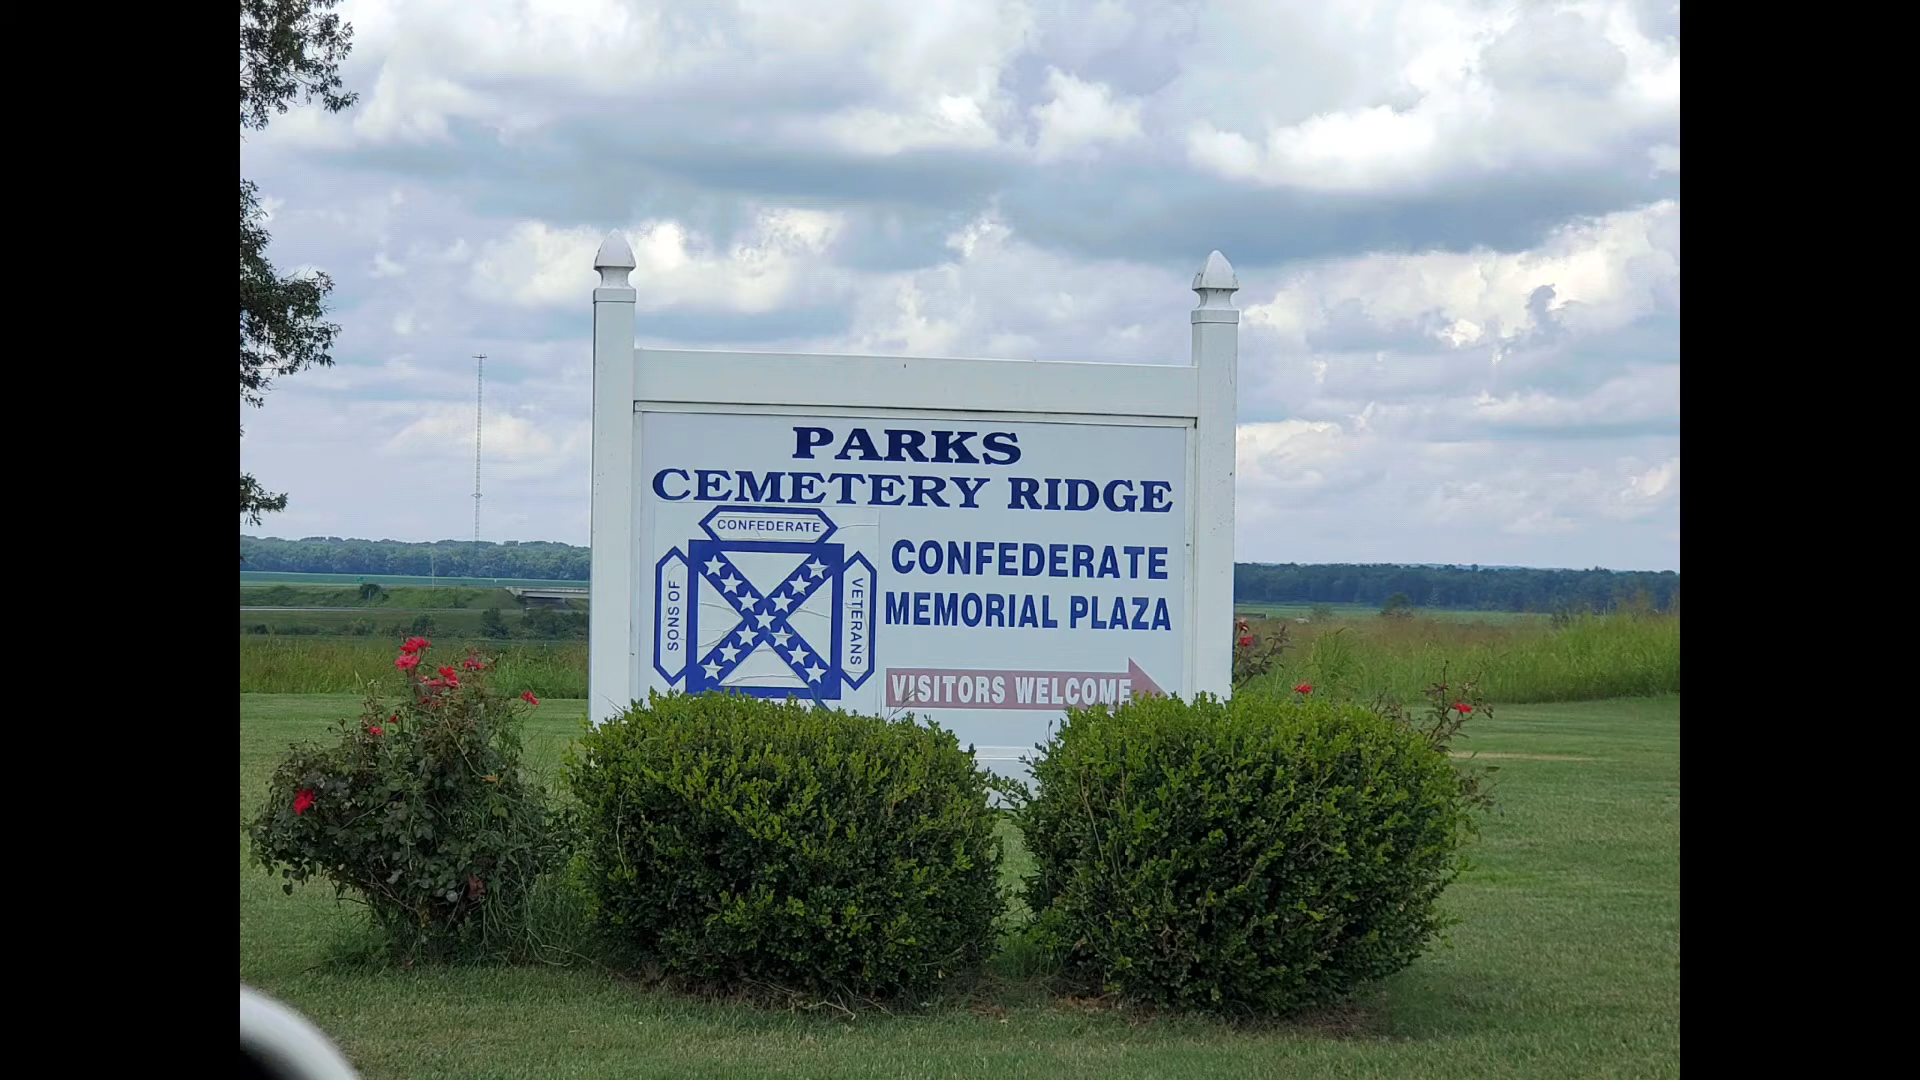 PARKS
CEMETERY RIDGE
CONFEDERATE
SONS OF
VETERANS
CONFEDERATE
MEMORIAL PLAZA
VISITORS WELCOME